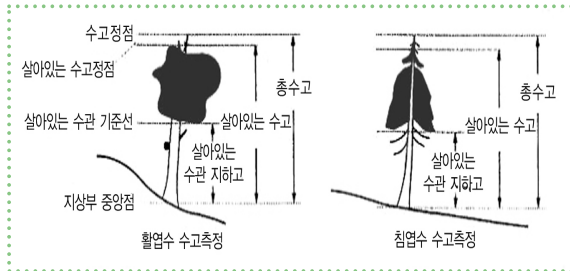 수고정점
살아있는 수고정점
살아있는 수관 기준선
지상부 중앙점
총수고
살아있는 수고
살아있는
수관 지하고
활엽수 수고측정
총수고
살아있는 수고
살아있는
수관 지하고
침엽수 수고측정